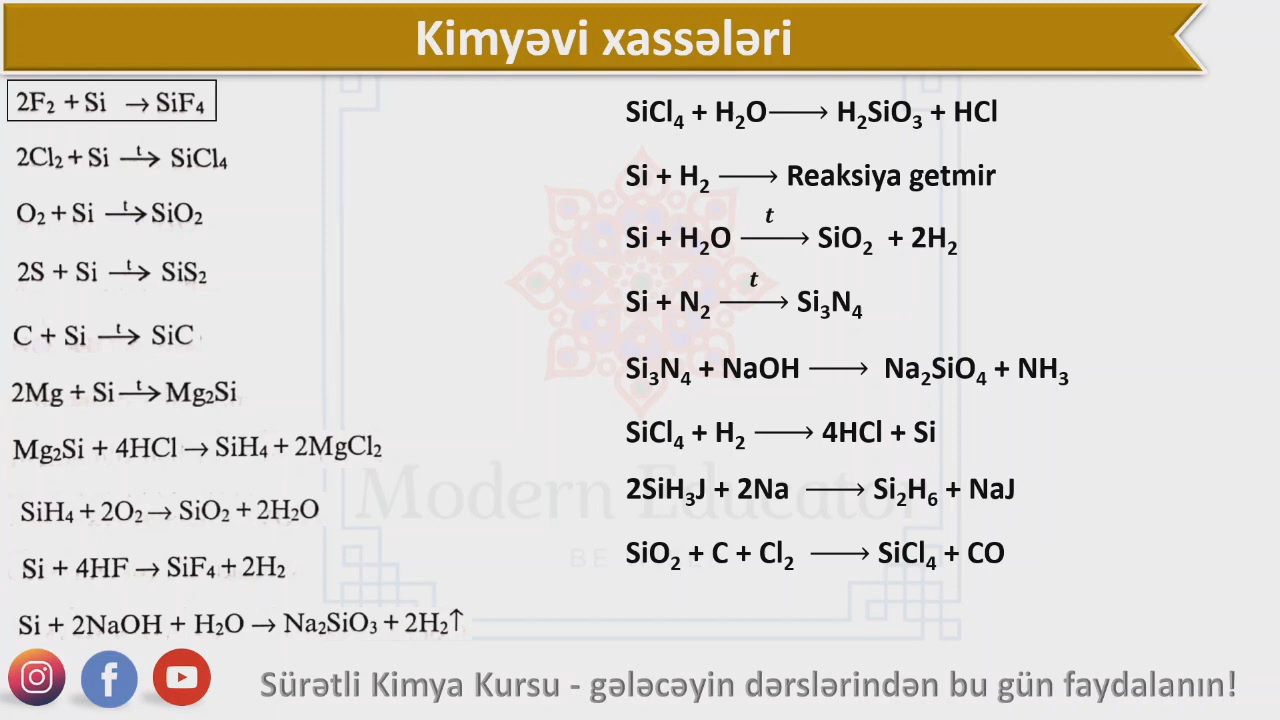 Kimyəvi xassələri
2F₂ + Si → SiF₄
2Cl₂ + Si —t→ SiCl₄
O₂ + Si —t→ SiO₂
2S + Si —t→ SiS₂
C + Si —t→ SiC
2Mg + Si —t→ Mg₂Si
Mg₂Si + 4HCl → SiH₄ + 2MgCl₂
SiH₄ + 2O₂ → SiO₂ + 2H₂O
Si + 4HF → SiF₄ + 2H₂
Si + 2NaOH + H₂O → Na₂SiO₃ + 2H₂↑
SiCl₄ + H₂O ⟶ H₂SiO₃ + HCl
Si + H₂ ⟶ Reaksiya getmir
Si + H₂O —t→ SiO₂ + 2H₂
Si + N₂ —t→ Si₃N₄
Si₃N₄ + NaOH ⟶ Na₂SiO₄ + NH₃
SiCl₄ + H₂ ⟶ 4HCl + Si
2SiH₃J + 2Na ⟶ Si₂H₆ + NaJ
SiO₂ + C + Cl₂ ⟶ SiCl₄ + CO
Modern Educator
Sürətli Kimya Kursu - gələcəyin dərslərindən bu gün faydalanın!